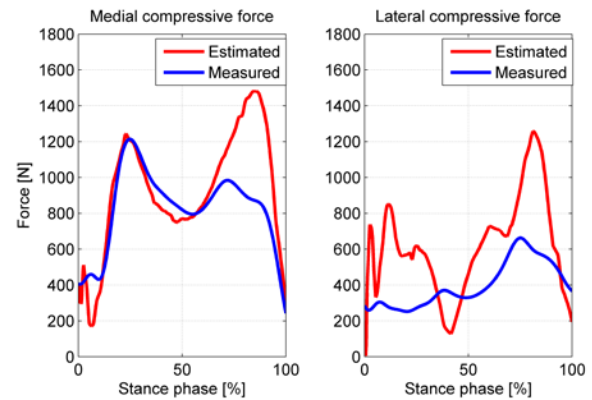 Medial compressive force
Lateral compressive force
1800
1600
1400
1200
1000
800
600
400
200
0
Force [N]
Estimated
Measured
0
50
100
Stance phase [%]
1800
1600
1400
1200
1000
800
600
400
200
0
Estimated
Measured
0
50
100
Stance phase [%]